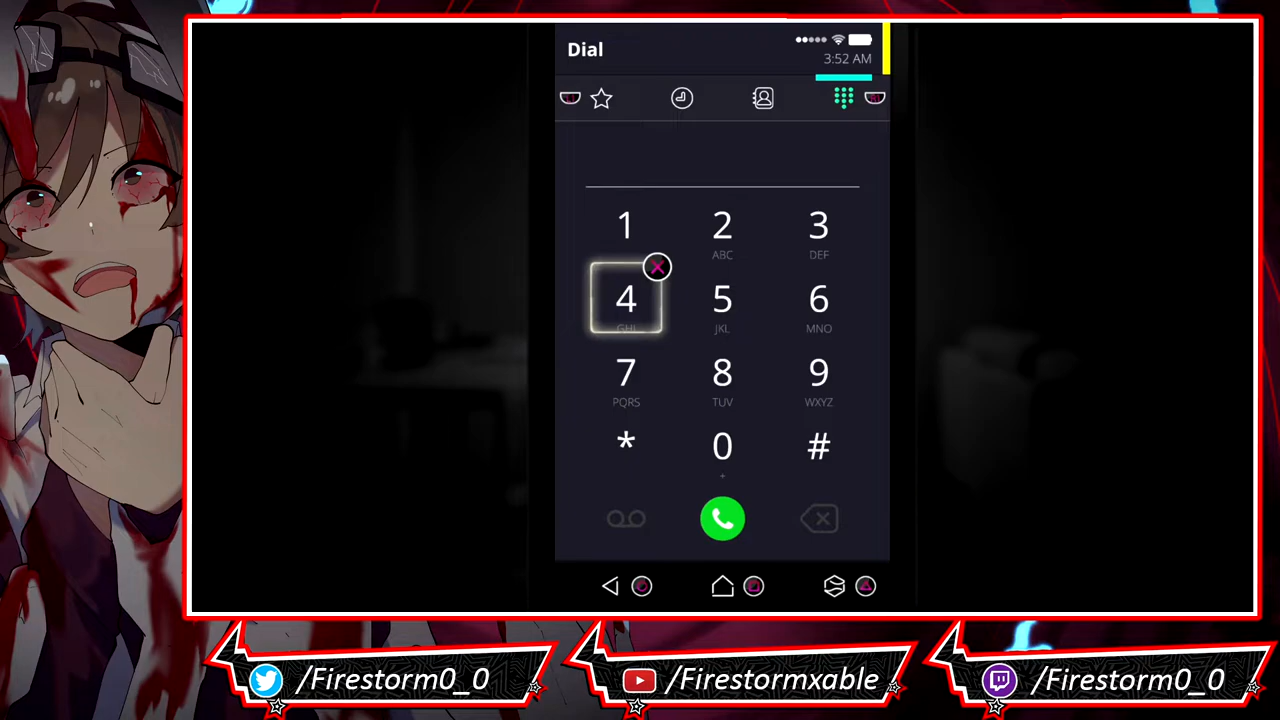 Dial
3:52 AM
1
2
ABC
3
DEF
4
GHI
5
JKL
6
MNO
7
PQRS
8
TUV
9
WXYZ
*
0
+
#
/Firestorm0_0
/Firestormxable
/Firestorm0_0